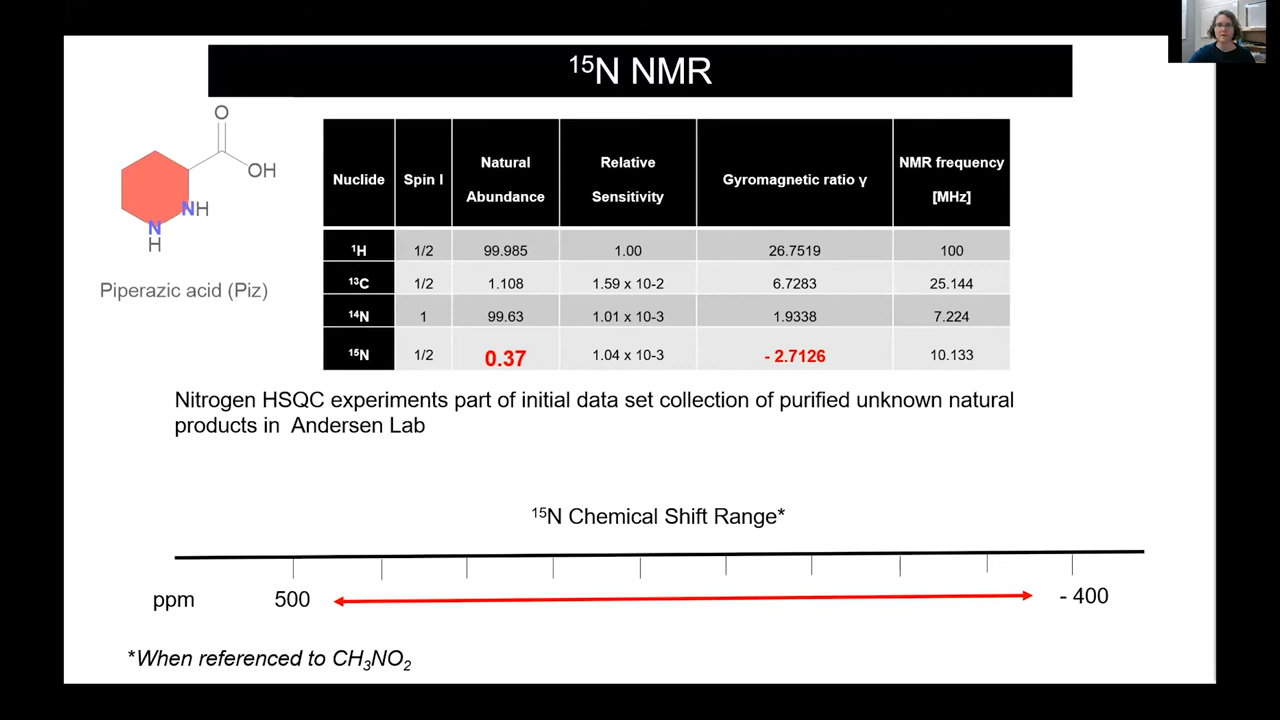 ¹⁵N NMR
O
OH
NH
N
H
Piperazic acid (Piz)
Nuclide Spin I Natural Abundance Relative Sensitivity Gyromagnetic ratio γ NMR frequency [MHz]
¹H 1/2 99.985 1.00 26.7519 100
¹³C 1/2 1.108 1.59 x 10-2 6.7283 25.144
¹⁴N 1 99.63 1.01 x 10-3 1.9338 7.224
¹⁵N 1/2 0.37 1.04 x 10-3 - 2.7126 10.133
Nitrogen HSQC experiments part of initial data set collection of purified unknown natural
products in Andersen Lab
¹⁵N Chemical Shift Range*
ppm 500 - 400
*When referenced to CH₃NO₂